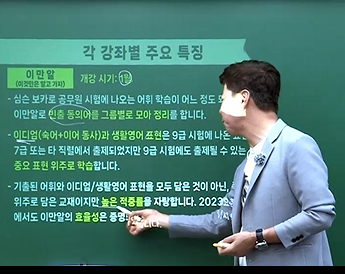 각 강좌별 주요 특징
이만알
(이것만은 알고 가자)
개강 시기: 1월
- 심슨 보카로 공무원 시험에 나오는 어휘 학습이 어느 정도
이만알로 빈출 동의어를 그룹별로 모아 정리를 합니다.
- 이디엄(숙어+이어 동사)과 생활영어 표현은 9급 시험에 나온
7급 또는 타 직렬에서 출제되었지만 9급 시험에도 출제될 수 있는
중요 표현 위주로 학습합니다.
- 기출된 어휘와 이디엄/생활영어 표현을 모두 담은 것이 아닌,
위주로 담은 교재이지만 높은 적중률을 자랑합니다. 2023
에서도 이만알의 효율성은 증명